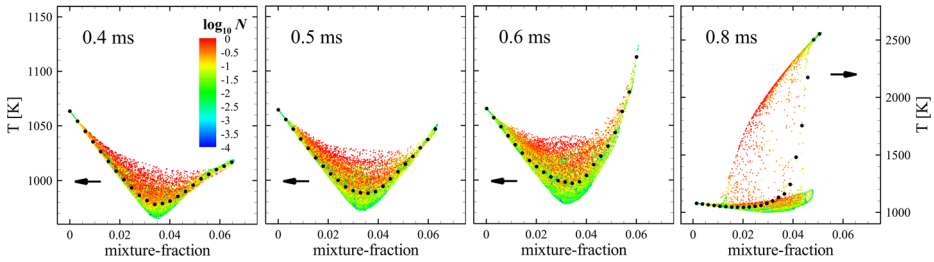 1150
1100
1050
1000
T [K]
0.4 ms
log10 N
0
-0.5
-1
-1.5
-2
-2.5
-3
-3.5
-4
0 0.02 0.04 0.06
mixture-fraction
0.5 ms
0 0.02 0.04 0.06
mixture-fraction
0.6 ms
0 0.02 0.04 0.06
mixture-fraction
0.8 ms
0 0.02 0.04 0.06
mixture-fraction
2500
2000
1500
1000
T [K]